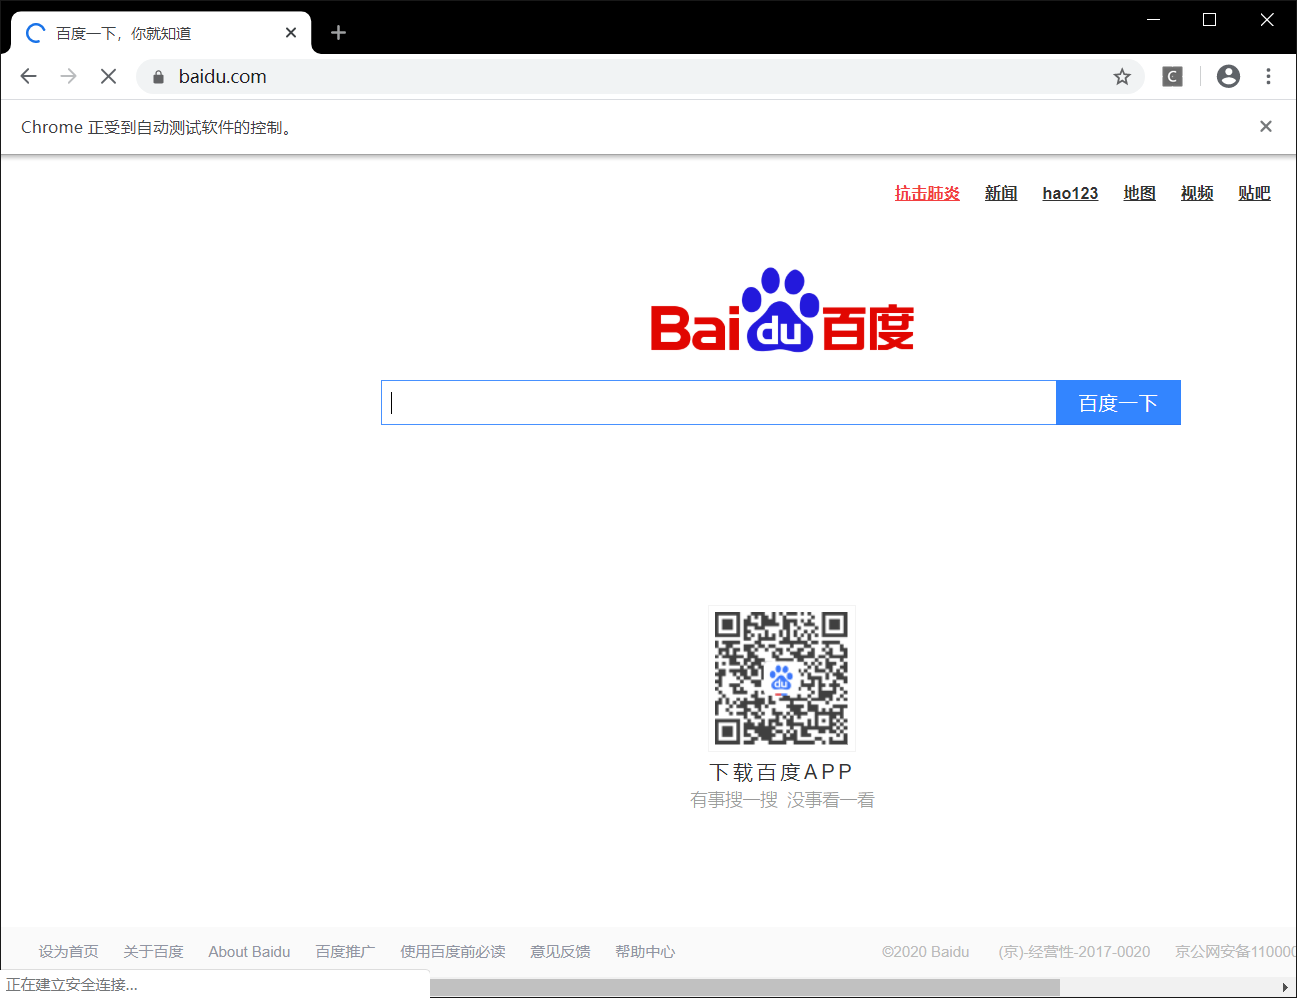 百度一下，你就知道
baidu.com
C
Chrome 正受到自动测试软件的控制。
抗击肺炎 新闻 hao123 地图 视频 贴吧
Bai du 百度
百度一下
du
下载百度APP
有事搜一搜 没事看一看
设为首页 关于百度 About Baidu 百度推广 使用百度前必读 意见反馈 帮助中心 ©2020 Baidu (京)-经营性-2017-0020 京公网安备110000
正在建立安全连接...